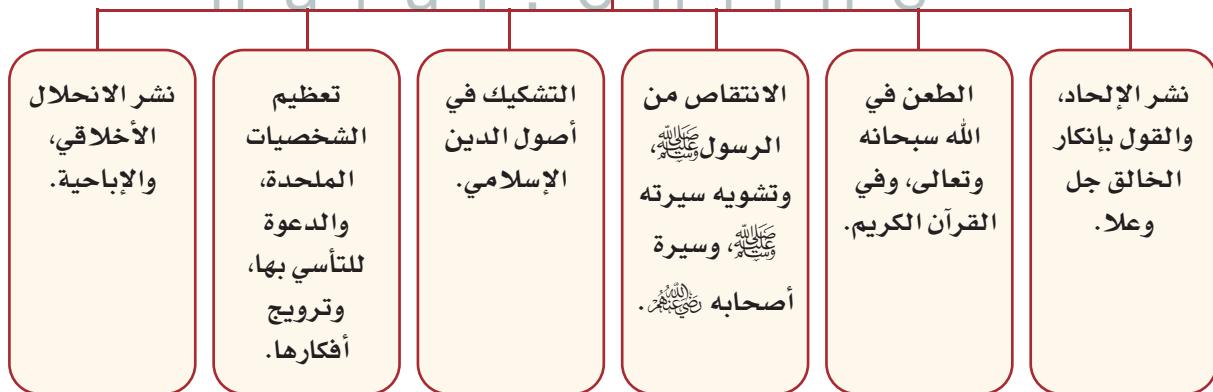 hulul.online
نشر الإلحاد،
والقول بإنكار
الخالق جل
وعلا.
الطعن في
الله سبحانه
وتعالى، وفي
القرآن الكريم.
الانتقاص من
الرسول ﷺ،
وتشويه سيرته
ﷺ، وسيرة
أصحابه رضي الله عنهم.
التشكيك في
أصول الدين
الإسلامي.
تعظيم
الشخصيات
الملحدة،
والدعوة
للتأسي بها،
وترويج
أفكارها.
نشر الانحلال
الأخلاقي،
والإباحية.